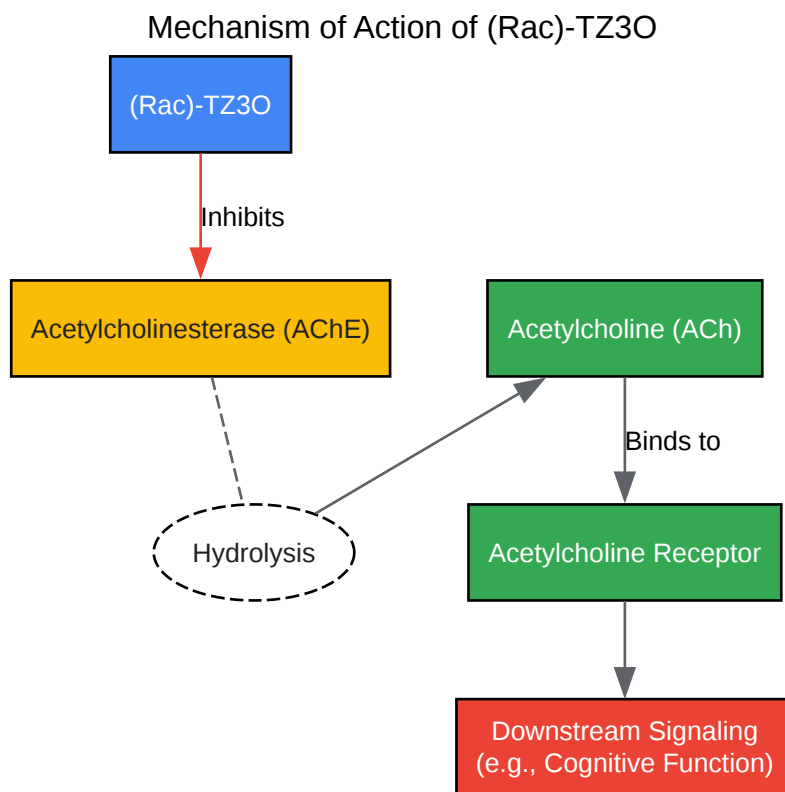 Mechanism of Action of (Rac)-TZ3O
(Rac)-TZ3O
Inhibits
Acetylcholinesterase (AChE)
Acetylcholine (ACh)
Binds to
Hydrolysis
Acetylcholine Receptor
Downstream Signaling
(e.g., Cognitive Function)